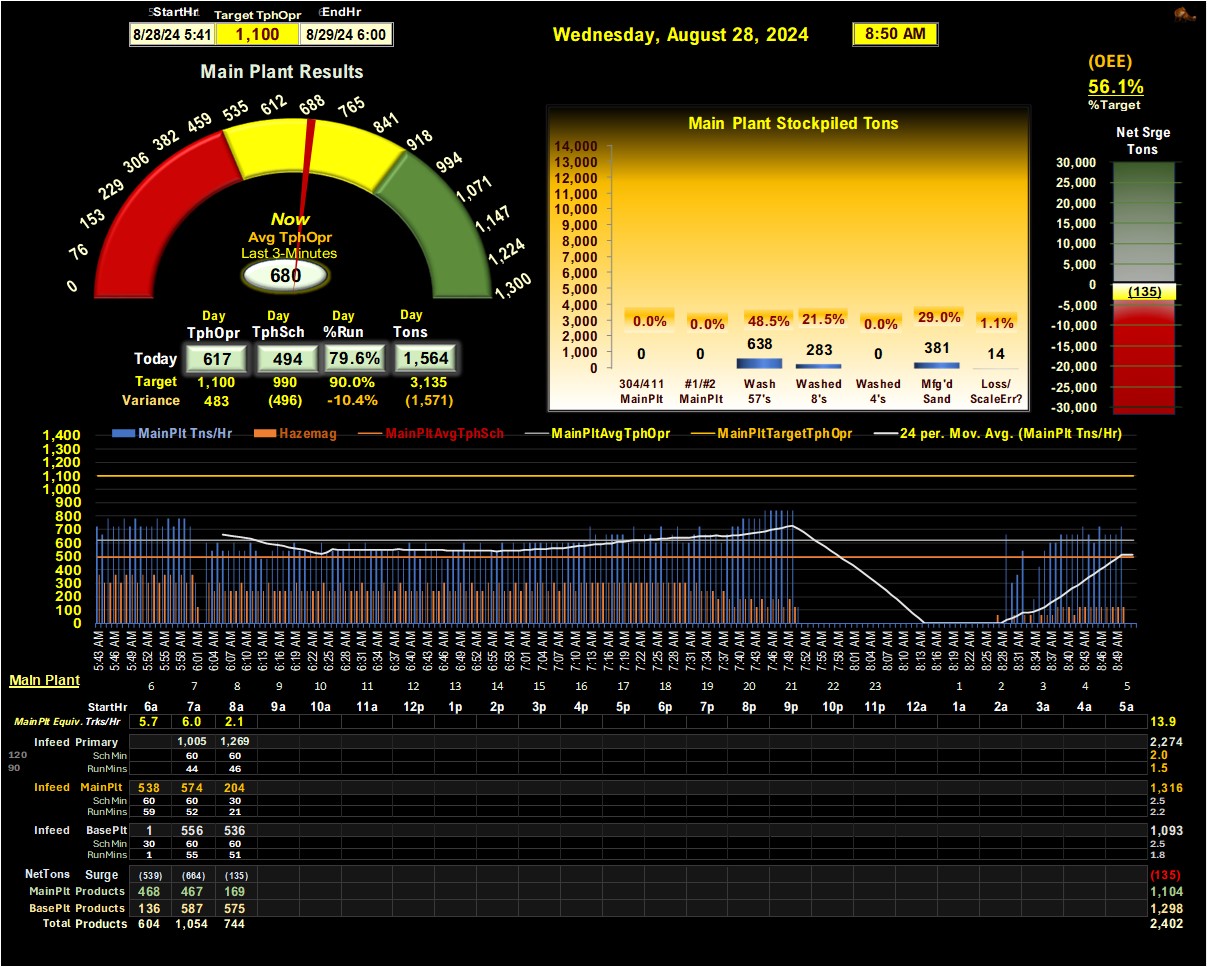 StartHr Target TphOpr EndHr
8/28/24 5:41 1,100 8/29/24 6:00
Wednesday, August 28, 2024 8:50 AM
(OEE)
56.1%
%Target
Main Plant Results
0 76 153 229 306 382 459 535 612 688 765 841 918 994 1,071 1,147 1,224 1,300
Now
Avg TphOpr
Last 3-Minutes
680
Day Day Day Day
TphOpr TphSch %Run Tons
Today 617 494 79.6% 1,564
Target 1,100 990 90.0% 3,135
Variance 483 (496) -10.4% (1,571)
Main Plant Stockpiled Tons
14,000
13,000
12,000
11,000
10,000
9,000
8,000
7,000
6,000
5,000
4,000
3,000
2,000
1,000
0
0.0% 0.0% 48.5% 21.5% 0.0% 29.0% 1.1%
0 0 638 283 0 381 14
304/411 #1/#2 Wash Washed Washed Mfg'd Loss/
MainPlt MainPlt 57's 8's 4's Sand ScaleErr?
Net Srge
Tons
30,000
25,000
20,000
15,000
10,000
5,000
0
(135)
-5,000
-10,000
-15,000
-20,000
-25,000
-30,000
MainPlt Tns/Hr Hazemag MainPltAvgTphSch MainPltAvgTphOpr MainPltTargetTphOpr 24 per. Mov. Avg. (MainPlt Tns/Hr)
1,400
1,300
1,200
1,100
1,000
900
800
700
600
500
400
300
200
100
0
5:43 AM 5:46 AM 5:49 AM 5:52 AM 5:55 AM 5:58 AM 6:01 AM 6:07 AM 6:10 AM 6:13 AM 6:16 AM 6:19 AM 6:22 AM 6:25 AM 6:28 AM 6:31 AM 6:34 AM 6:37 AM 6:40 AM 6:43 AM 6:46 AM 6:49 AM 6:52 AM 6:55 AM 6:58 AM 7:01 AM 7:04 AM 7:07 AM 7:10 AM 7:13 AM 7:16 AM 7:19 AM 7:22 AM 7:25 AM 7:28 AM 7:31 AM 7:34 AM 7:37 AM 7:40 AM 7:43 AM 7:46 AM 7:49 AM 7:52 AM 7:55 AM 7:58 AM 8:01 AM 8:04 AM 8:07 AM 8:10 AM 8:13 AM 8:16 AM 8:19 AM 8:22 AM 8:25 AM 8:28 AM 8:31 AM 8:34 AM 8:37 AM 8:40 AM 8:43 AM 8:46 AM 8:49 AM
Main Plant
6 7 8 9 10 11 12 13 14 15 16 17 18 19 20 21 22 23 1 2 3 4 5
StartHr 6a 7a 8a 9a 10a 11a 12p 1p 2p 3p 4p 5p 6p 7p 8p 9p 10p 11p 12a 1a 2a 3a 4a 5a
MainPlt Equiv. Trks/Hr 5.7 6.0 2.1 13.9
Infeed Primary 1,005 1,269 2,274
120 Sch Min 60 60 2.0
90 RunMins 44 46 1.5
Infeed MainPlt 538 574 204 1,316
Sch Min 60 60 30 2.5
RunMins 59 52 21 2.2
Infeed BasePlt 1 556 536 1,093
Sch Min 30 60 60 2.5
RunMins 1 55 51 1.8
NetTons Surge (539) (664) (135) (135)
MainPlt Products 468 467 169 1,104
BasePlt Products 136 587 575 1,298
Total Products 604 1,054 744 2,402